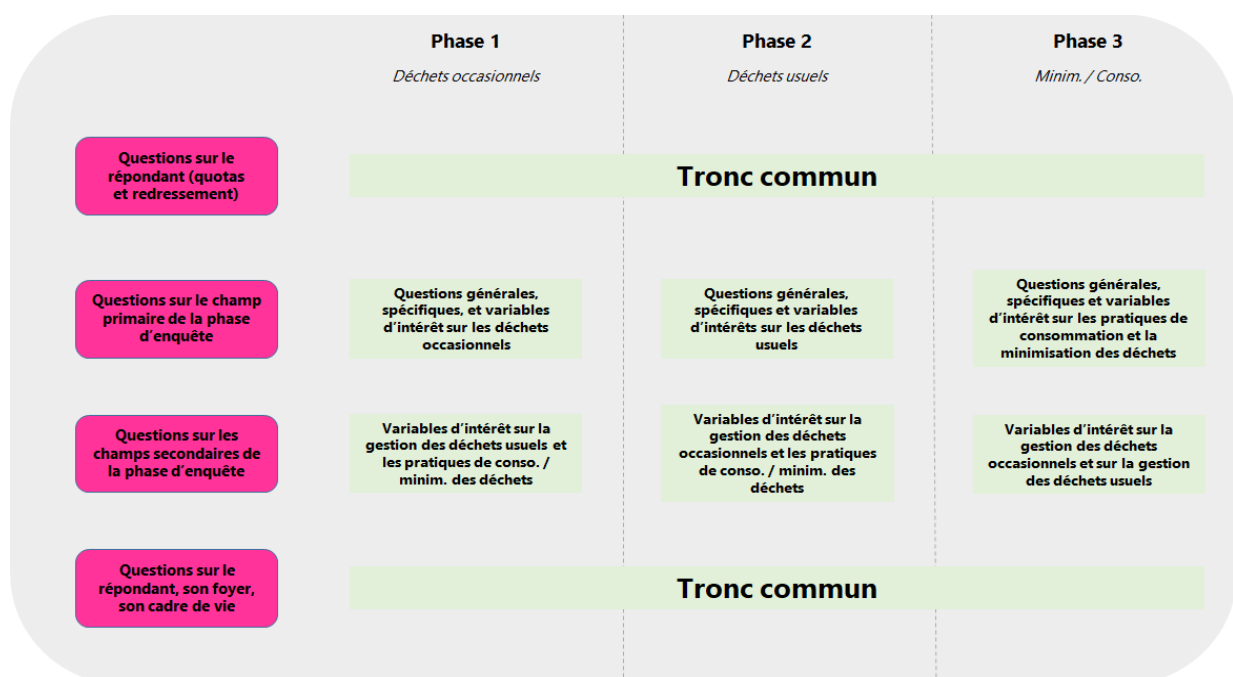 Phase 1
Phase 2
Phase 3
Déchets occasionnels
Déchets usuels
Minim. / Conso.
Questions sur le
répondant (quotas
et redressement)
Tronc commun
Questions sur le champ
primaire de la phase
d'enquête
Questions générales,
spécifiques, et variables
d'intérêt sur les déchets
occasionnels
Questions générales,
spécifiques et variables
d'intérêts sur les déchets
usuels
Questions générales,
spécifiques et variables
d'intérêt sur les pratiques de
consommation et la
minimisation des déchets
Questions sur les
champs secondaires de
la phase d'enquête
Variables d'intérêt sur la
gestion des déchets usuels et
les pratiques de conso. /
minim. des déchets
Variables d'intérêt sur la
gestion des déchets
occasionnels et les pratiques
de conso. / minim. des
déchets
Variables d'intérêt sur la
gestion des déchets
occasionnels et sur la gestion
des déchets usuels
Questions sur le
répondant, son foyer,
son cadre de vie
Tronc commun